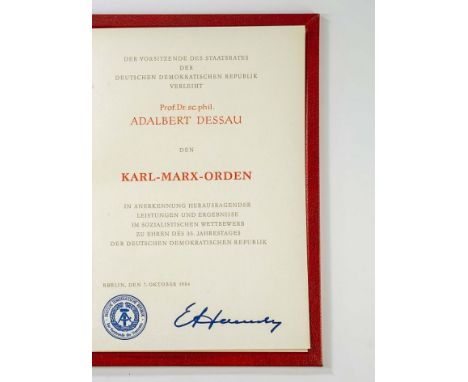 DER VORSITZENDE DES STAATSRATES
DER
DEUTSCHEN DEMOKRATISCHEN REPUBLIK
VERLEIHT
Prof. Dr. sc. phil.
ADALBERT DESSAU
DEN
KARL-MARX-ORDEN
IN ANERKENNUNG HERAUSRAGENDER
LEISTUNGEN UND ERGEBNISSE
IM SOZIALISTISCHEN WETTBEWERB
ZU EHREN DES 35. JAHRESTAGES
DER DEUTSCHEN DEMOKRATISCHEN REPUBLIK
BERLIN, DEN 7. OKTOBER 1984